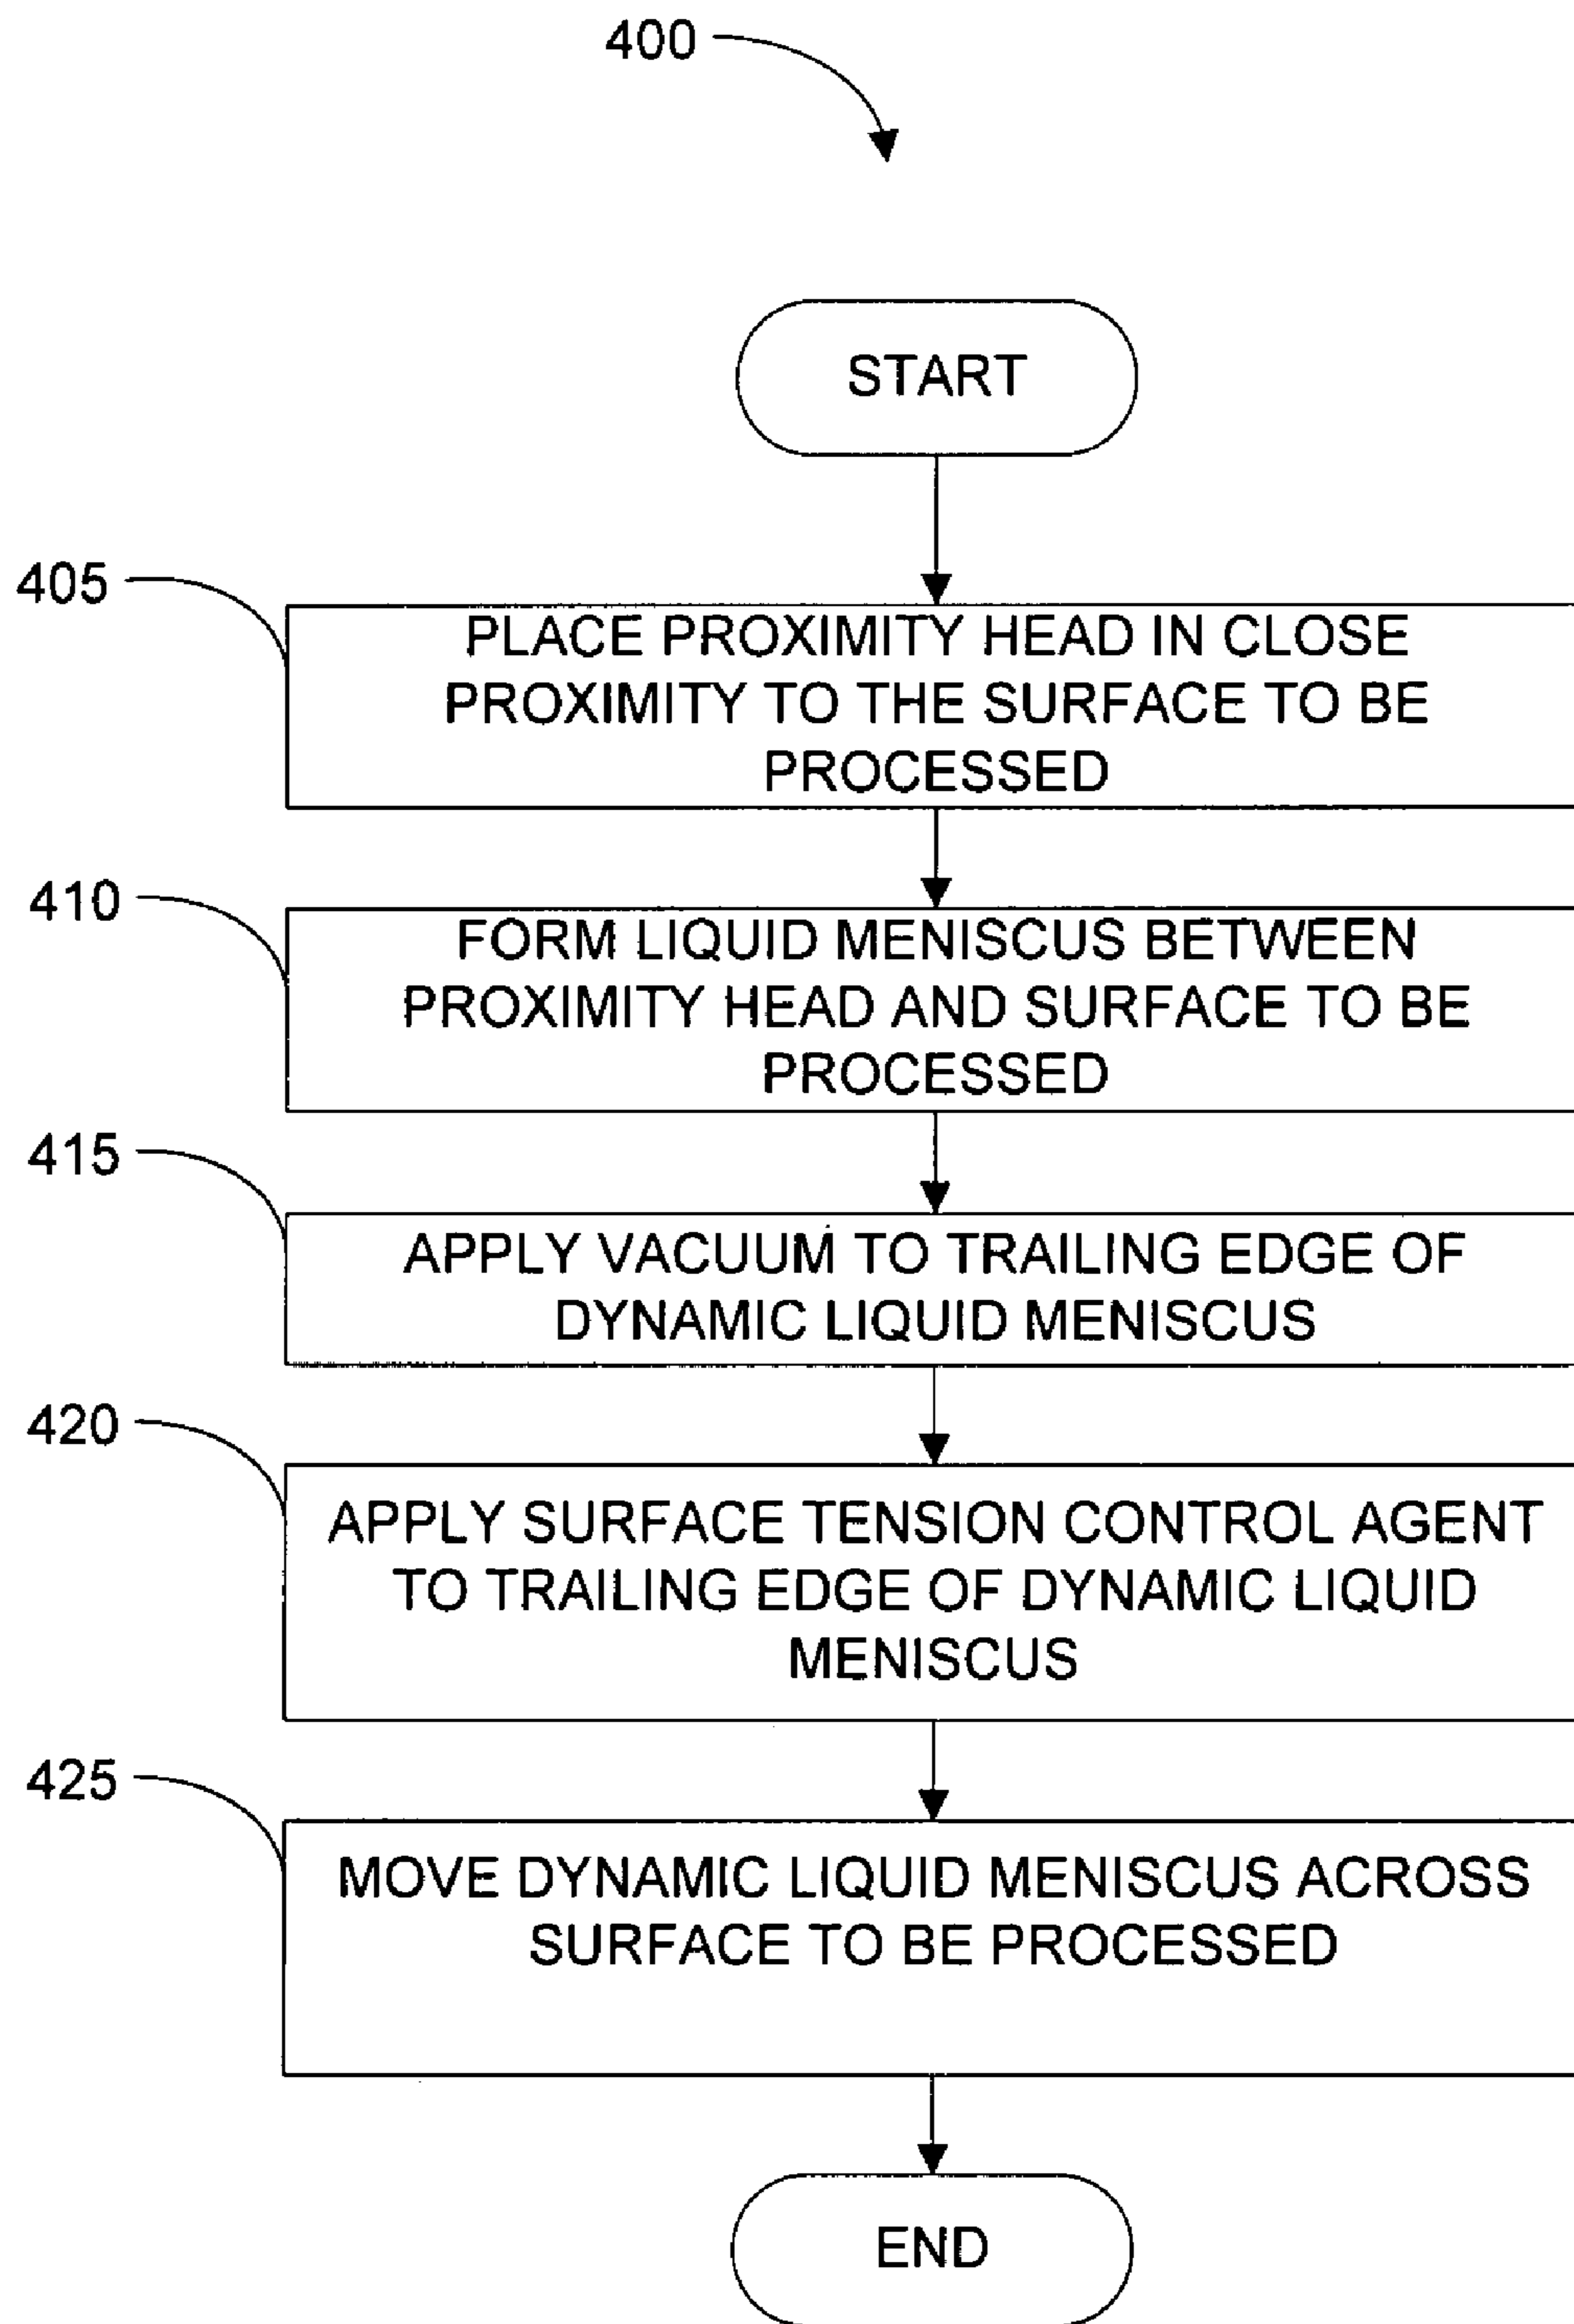 400
START
405
PLACE PROXIMITY HEAD IN CLOSE
PROXIMITY TO THE SURFACE TO BE
PROCESSED
410
FORM LIQUID MENISCUS BETWEEN
PROXIMITY HEAD AND SURFACE TO BE
PROCESSED
415
APPLY VACUUM TO TRAILING EDGE OF
DYNAMIC LIQUID MENISCUS
420
APPLY SURFACE TENSION CONTROL AGENT
TO TRAILING EDGE OF DYNAMIC LIQUID
MENISCUS
425
MOVE DYNAMIC LIQUID MENISCUS ACROSS
SURFACE TO BE PROCESSED
END